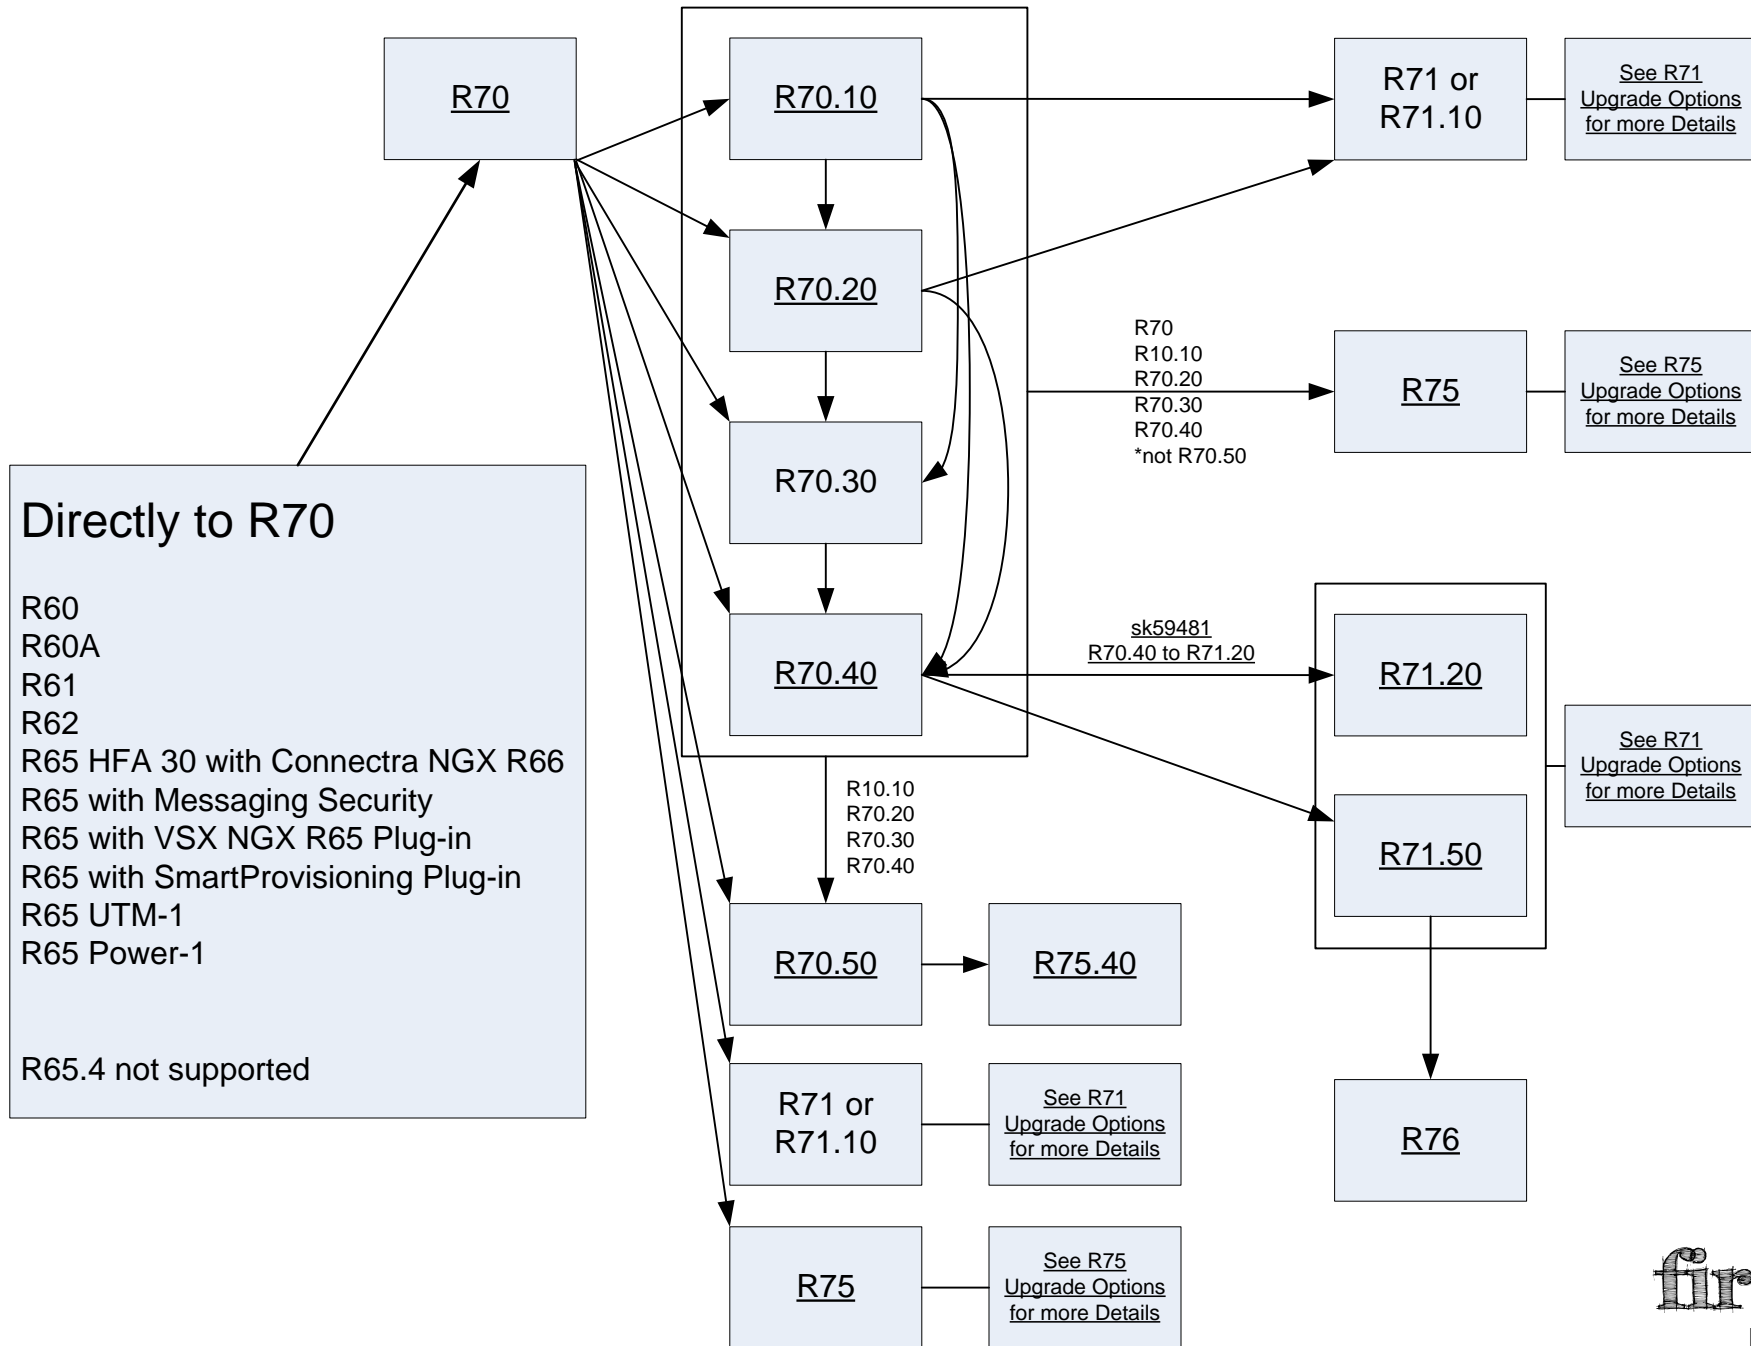 R70
R70.10
R71 or
R71.10
See R71
Upgrade Options
for more Details
R70.20
R70
R10.10
R70.20
R70.30
R70.40
*not R70.50
R75
See R75
Upgrade Options
for more Details
R70.30
Directly to R70
R60
R60A
R61
R62
R65 HFA 30 with Connectra NGX R66
R65 with Messaging Security
R65 with VSX NGX R65 Plug-in
R65 with SmartProvisioning Plug-in
R65 UTM-1
R65 Power-1
R65.4 not supported
R70.40
sk59481
R70.40 to R71.20
R71.20
See R71
Upgrade Options
for more Details
R71.50
R10.10
R70.20
R70.30
R70.40
R70.50
R75.40
R71 or
R71.10
See R71
Upgrade Options
for more Details
R76
R75
See R75
Upgrade Options
for more Details
fir